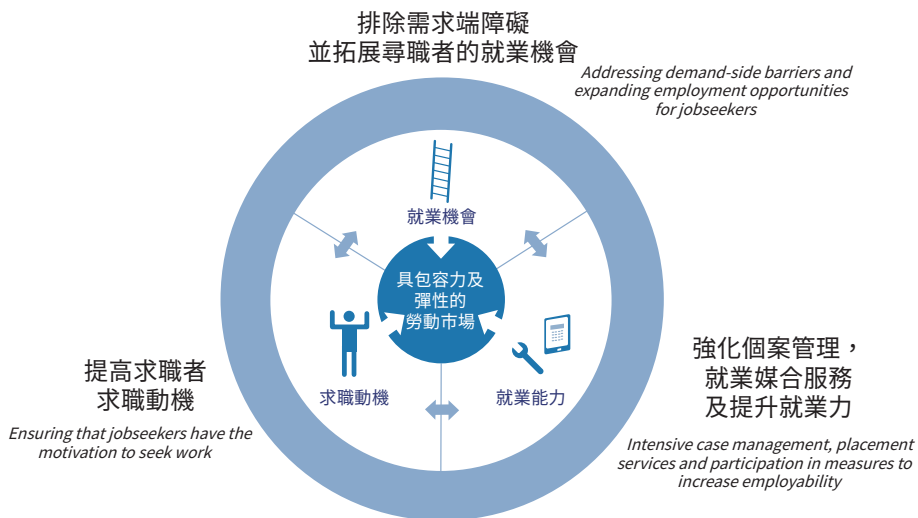 排除需求端障礙
並拓展尋職者的就業機會
Addressing demand-side barriers and
expanding employment opportunities
for jobseekers
就業機會
具包容力及
彈性的
勞動市場
求職動機
就業能力
提高求職者
求職動機
Ensuring that jobseekers have the
motivation to seek work
強化個案管理，
就業媒合服務
及提升就業力
Intensive case management, placement
services and participation in measures to
increase employability